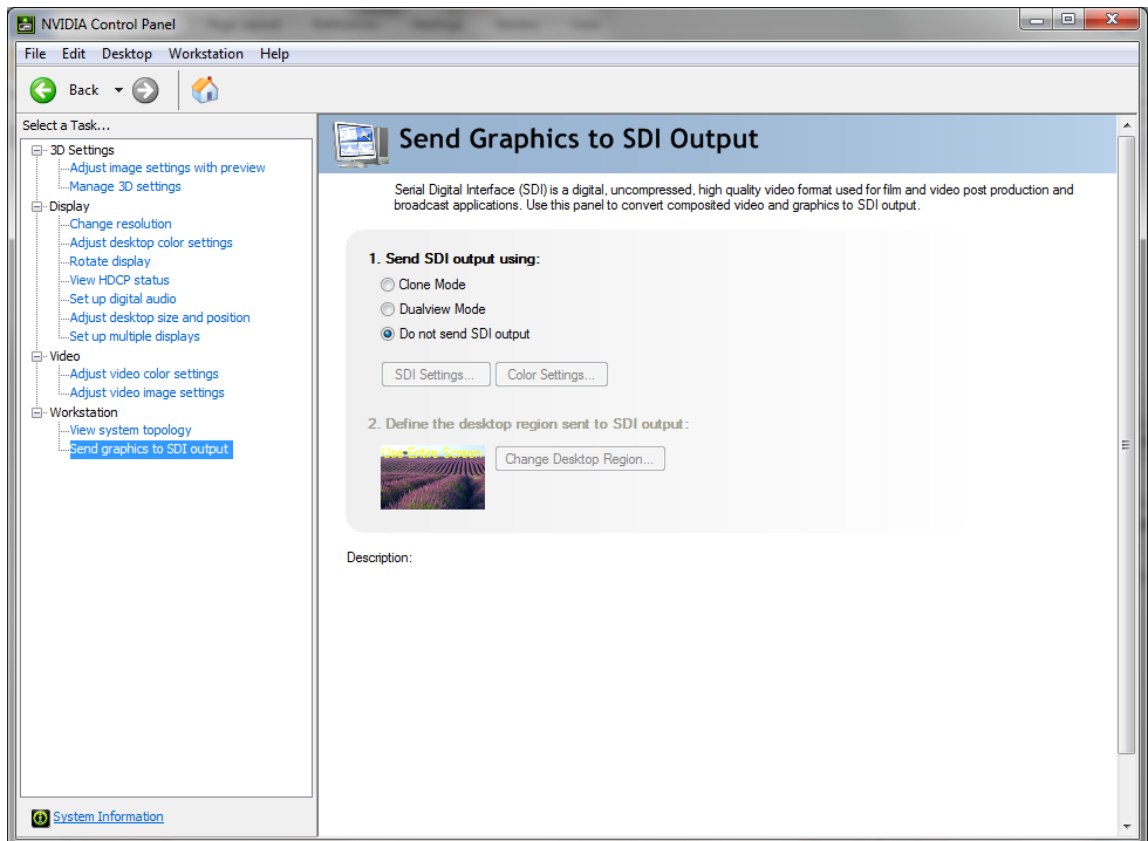 NVIDIA Control Panel
File Edit Desktop Workstation Help
Back
Select a Task...
3D Settings
Adjust image settings with preview
Manage 3D settings
Display
Change resolution
Adjust desktop color settings
Rotate display
View HDCP status
Set up digital audio
Adjust desktop size and position
Set up multiple displays
Video
Adjust video color settings
Adjust video image settings
Workstation
View system topology
Send graphics to SDI output
System Information
Send Graphics to SDI Output
Serial Digital Interface (SDI) is a digital, uncompressed, high quality video format used for film and video post production and
broadcast applications. Use this panel to convert composited video and graphics to SDI output.
1. Send SDI output using:
Clone Mode
Dualview Mode
Do not send SDI output
SDI Settings... Color Settings...
2. Define the desktop region sent to SDI output:
Use Entire Screen
Change Desktop Region...
Description: